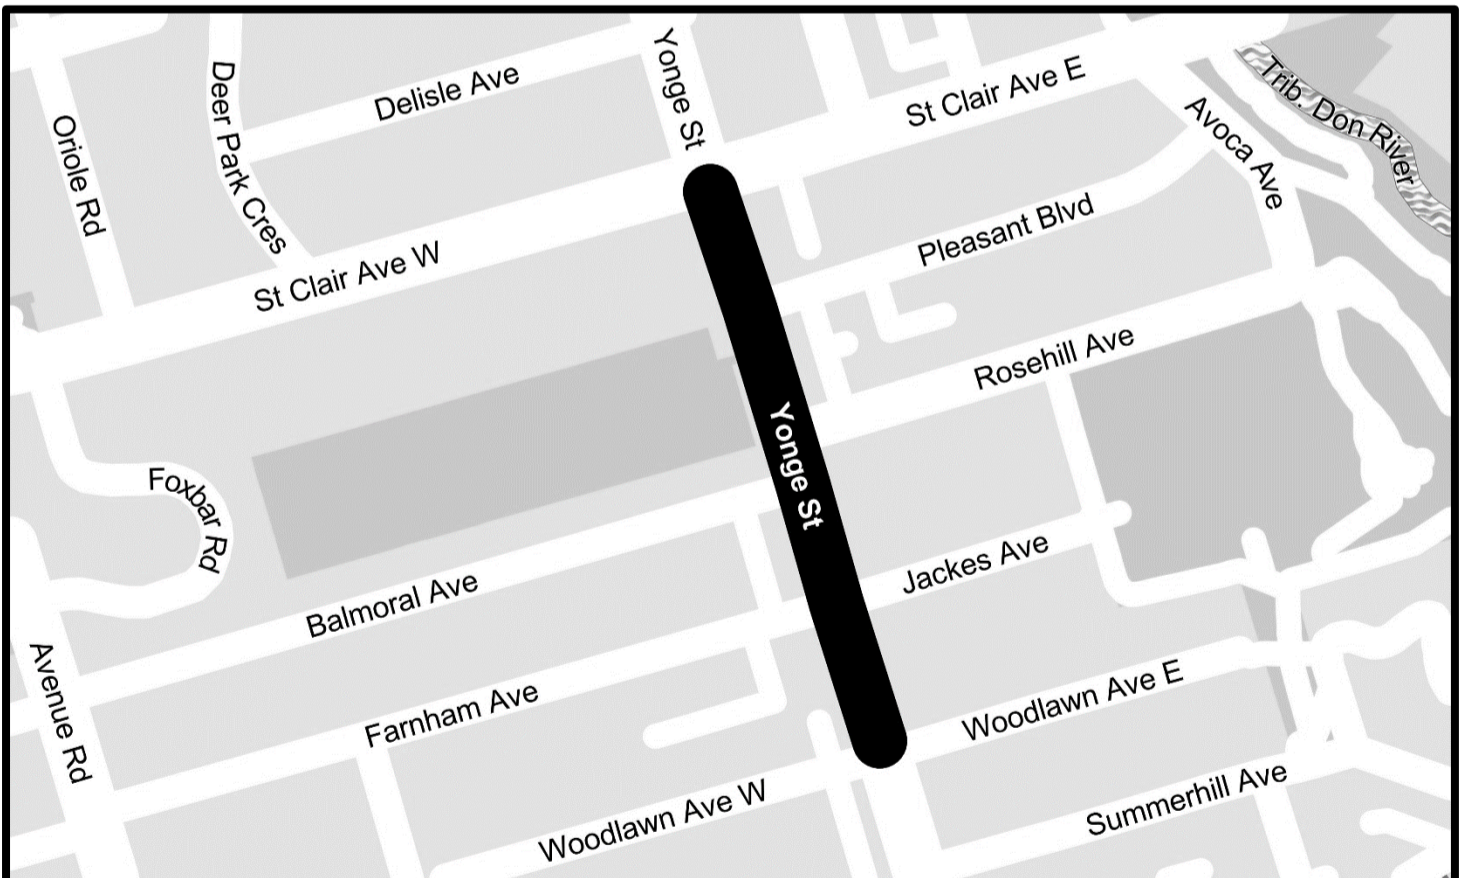 Yonge St
Delisle Ave
St Clair Ave E
Trib. Don River
Deer Park Cres
Oriole Rd
Avoca Ave
Pleasant Blvd
St Clair Ave W
Rosehill Ave
Yonge St
Foxbar Rd
Jackes Ave
Balmoral Ave
Avenue Rd
Farnham Ave
Woodlawn Ave E
Woodlawn Ave W
Summerhill Ave